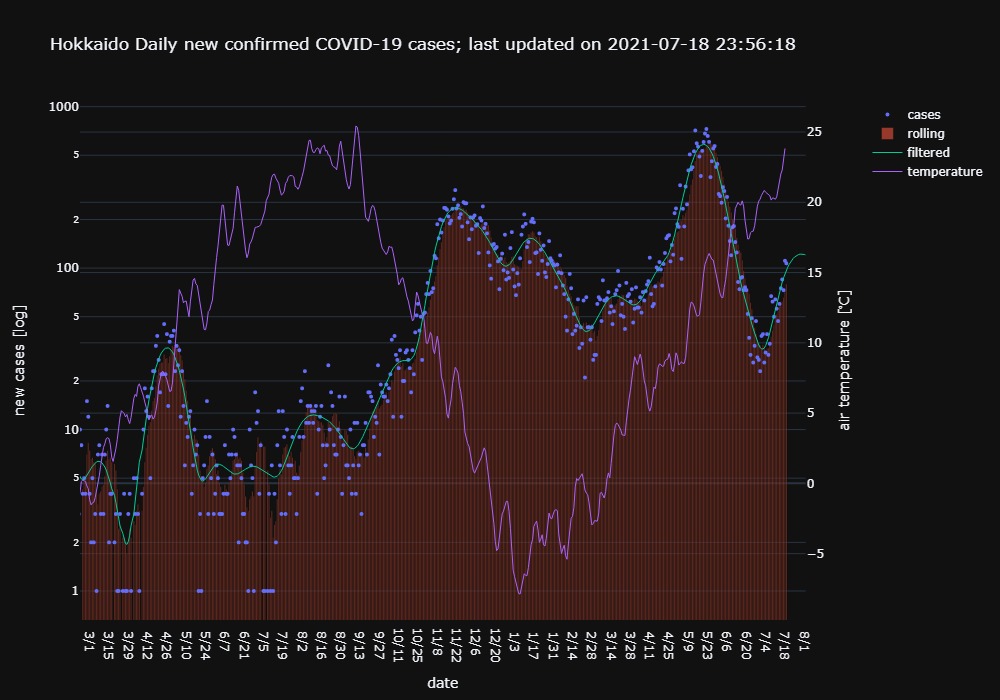 Hokkaido Daily new confirmed COVID-19 cases; last updated on 2021-07-18 23:56:18
cases
rolling
filtered
temperature
new cases [log]
1000
5
2
100
5
2
10
5
2
1
air temperature [°C]
25
20
15
10
5
0
−5
3/1 3/15 3/29 4/12 4/26 5/10 5/24 6/7 6/21 7/5 7/19 8/2 8/16 8/30 9/13 9/27 10/11 10/25 11/8 11/22 12/6 12/20 1/3 1/17 1/31 2/14 2/28 3/14 3/28 4/11 4/25 5/9 5/23 6/6 6/20 7/4 7/18 8/1
date